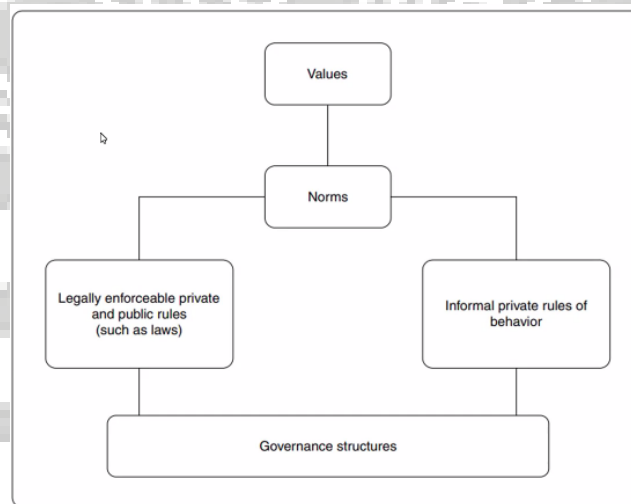 Values
Norms
Legally enforceable private
and public rules
(such as laws)
Informal private rules of
behavior
Governance structures